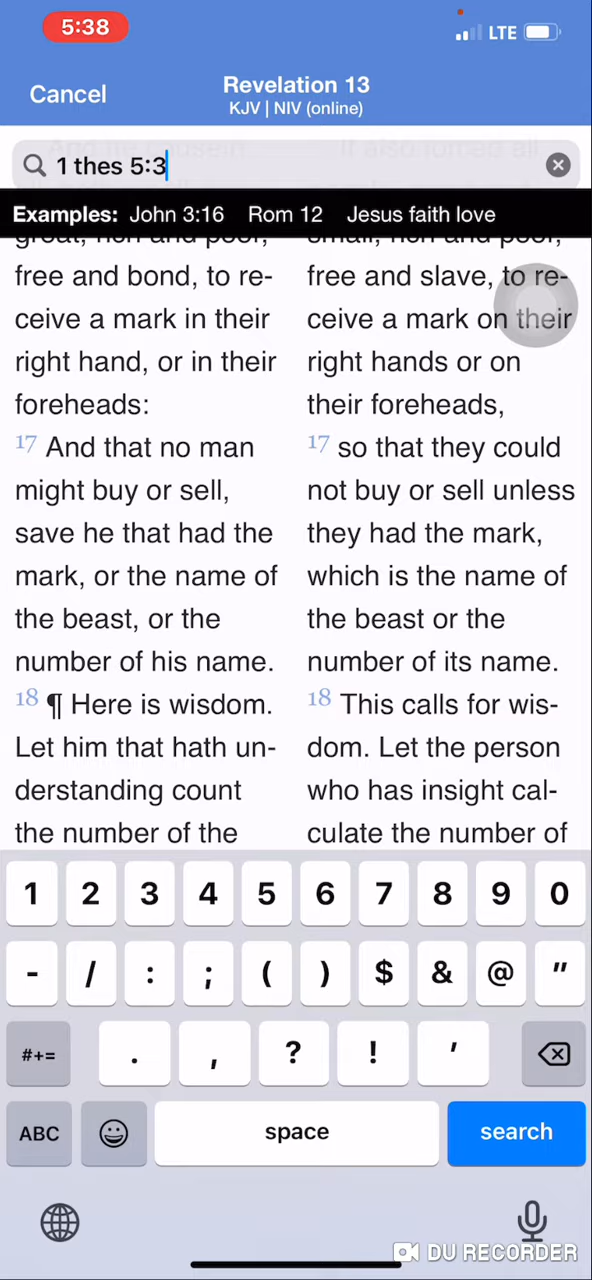 5:38
LTE
Cancel
Revelation 13
KJV | NIV (online)
1 thes 5:3
Examples: John 3:16 Rom 12 Jesus faith love
great, rich and poor,
free and bond, to re-
ceive a mark in their
right hand, or in their
foreheads:
17 And that no man
might buy or sell,
save he that had the
mark, or the name of
the beast, or the
number of his name.
18 ¶ Here is wisdom.
Let him that hath un-
derstanding count
the number of the
small, rich and poor,
free and slave, to re-
ceive a mark on their
right hands or on
their foreheads,
17 so that they could
not buy or sell unless
they had the mark,
which is the name of
the beast or the
number of its name.
18 This calls for wis-
dom. Let the person
who has insight cal-
culate the number of
1 2 3 4 5 6 7 8 9 0
- / : ; ( ) $ & @ "
#+= . , ? ! '
ABC space search
DU RECORDER